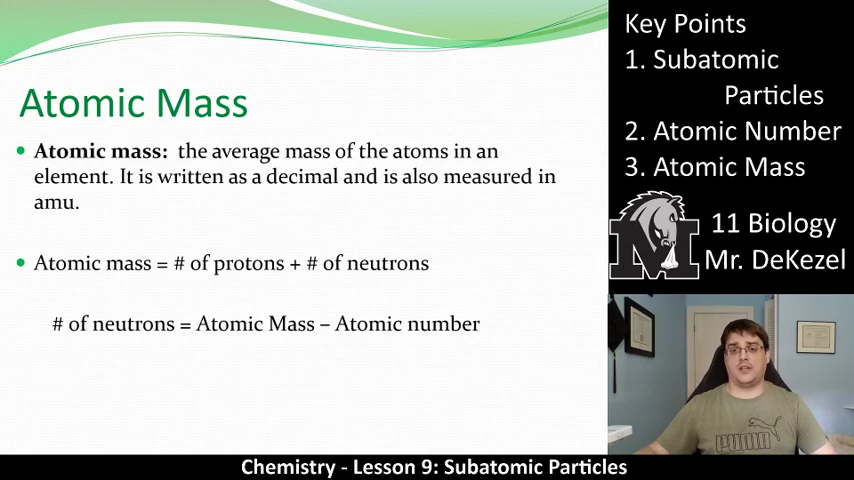 Atomic Mass
Atomic mass: the average mass of the atoms in an
element. It is written as a decimal and is also measured in
amu.
Atomic mass = # of protons + # of neutrons
# of neutrons = Atomic Mass – Atomic number
Key Points
1. Subatomic
Particles
2. Atomic Number
3. Atomic Mass
M
11 Biology
Mr. DeKezel
PUMA
Chemistry - Lesson 9: Subatomic Particles